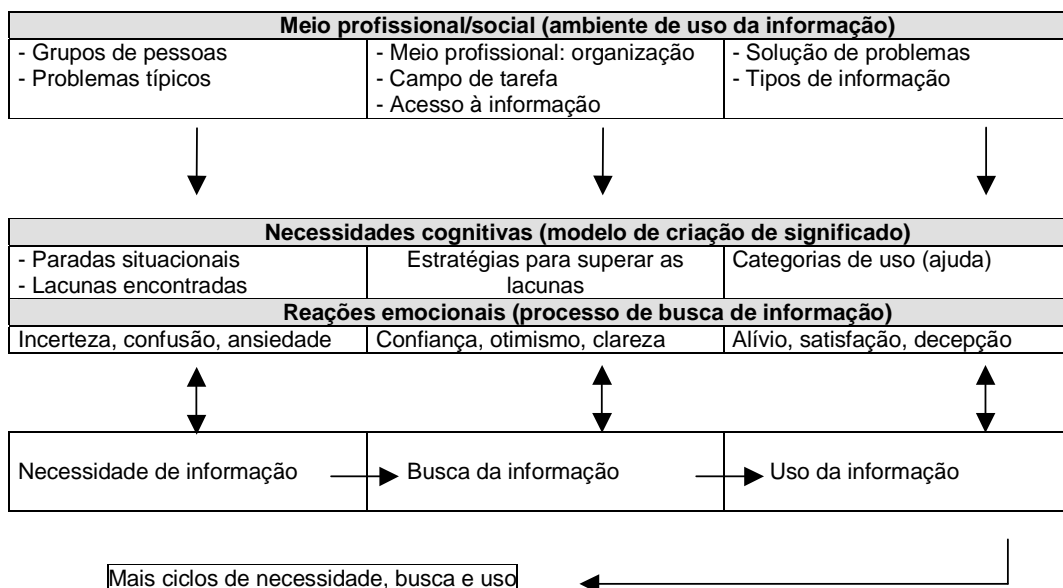 Meio profissional/social (ambiente de uso da informação)
- Grupos de pessoas
- Problemas típicos
- Meio profissional: organização
- Campo de tarefa
- Acesso à informação
- Solução de problemas
- Tipos de informação
Necessidades cognitivas (modelo de criação de significado)
- Paradas situacionais
- Lacunas encontradas
Estratégias para superar as
lacunas
Categorias de uso (ajuda)
Reações emocionais (processo de busca de informação)
Incerteza, confusão, ansiedade
Confiança, otimismo, clareza
Alívio, satisfação, decepção
Necessidade de informação
Busca da informação
Uso da informação
Mais ciclos de necessidade, busca e uso